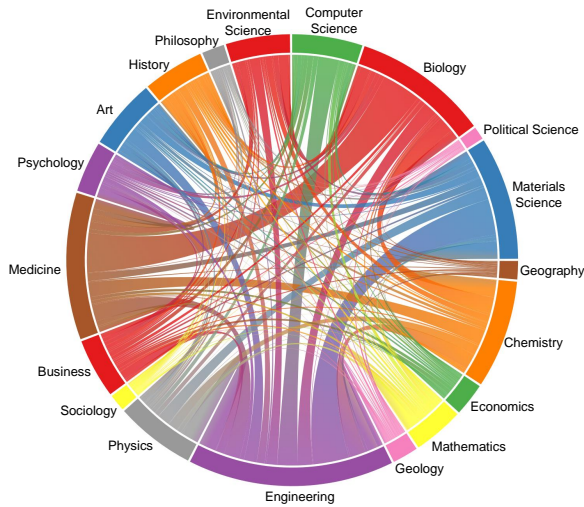 Environmental
Science
Computer
Science
Philosophy
History
Biology
Art
Political Science
Psychology
Materials
Science
Medicine
Geography
Chemistry
Business
Sociology
Economics
Physics
Mathematics
Geology
Engineering